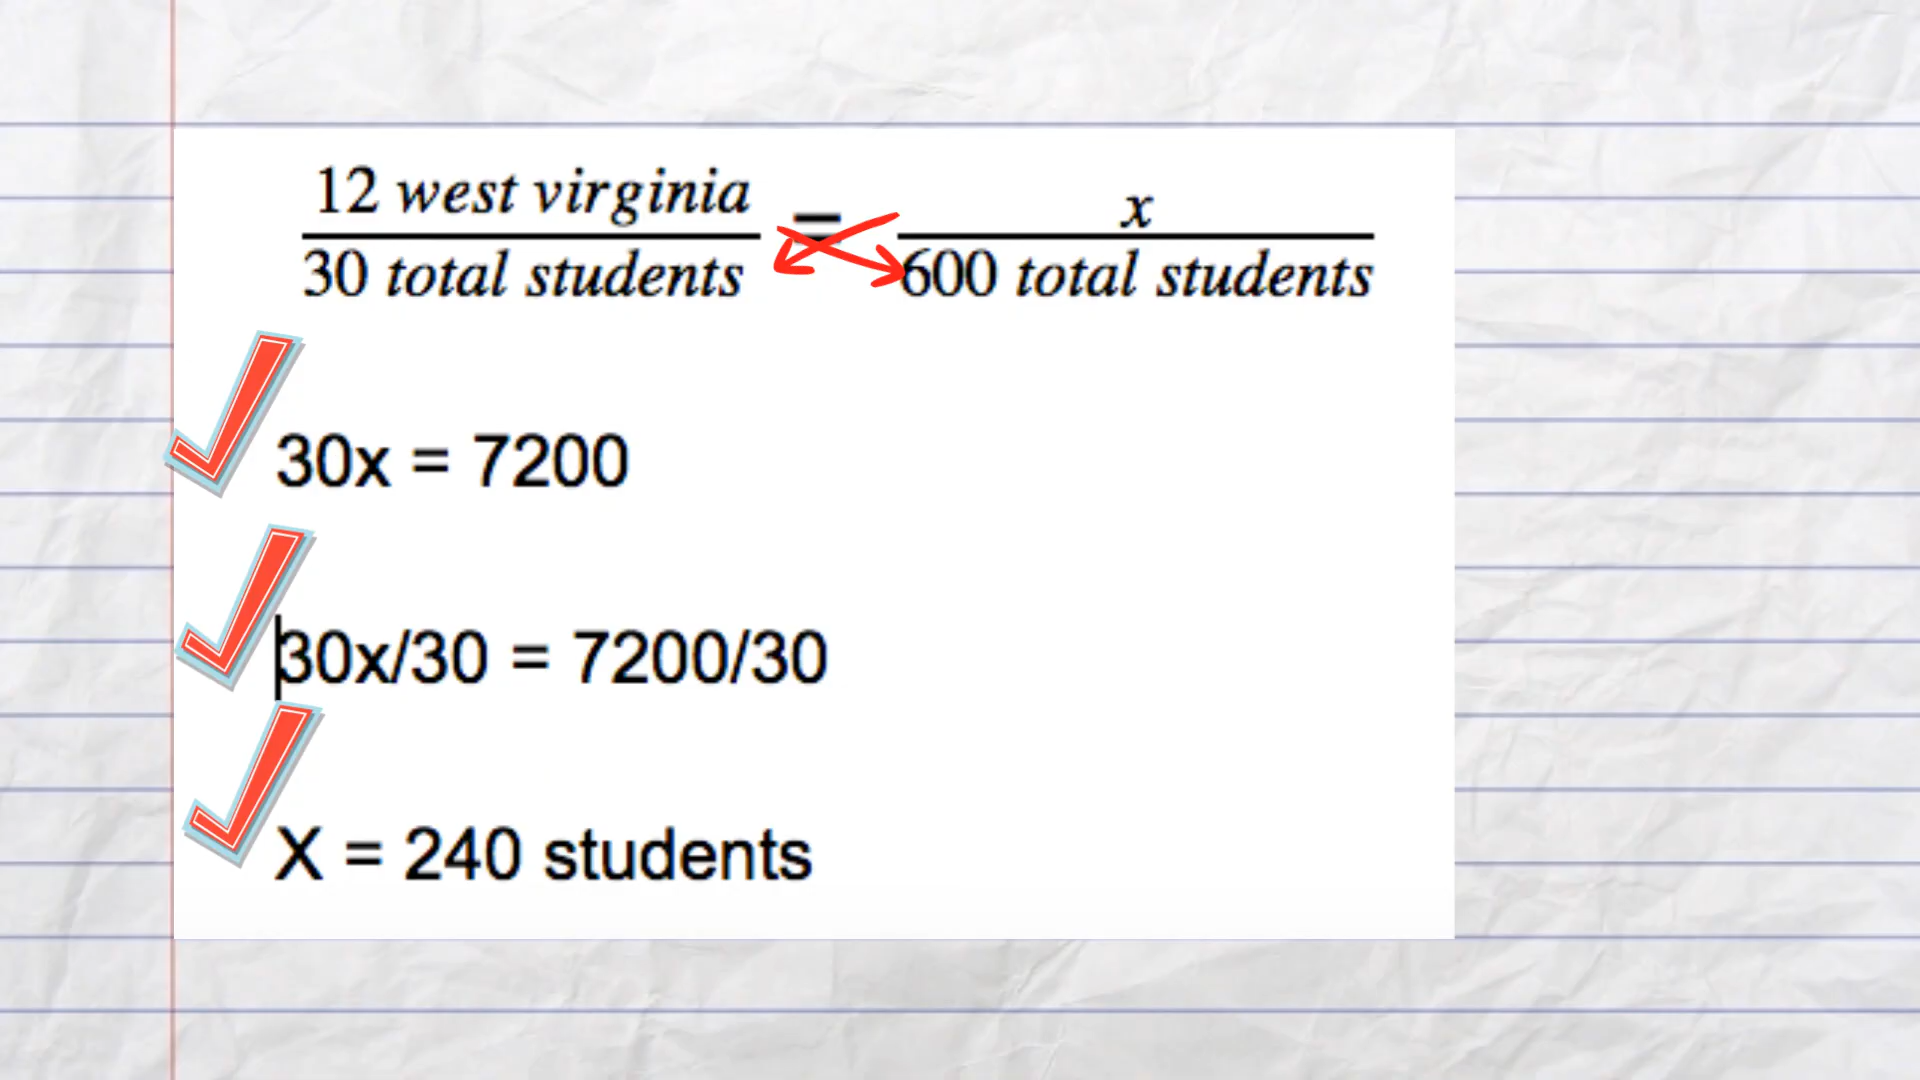 12 west virginia = x
30 total students 600 total students
30x = 7200
30x/30 = 7200/30
X = 240 students